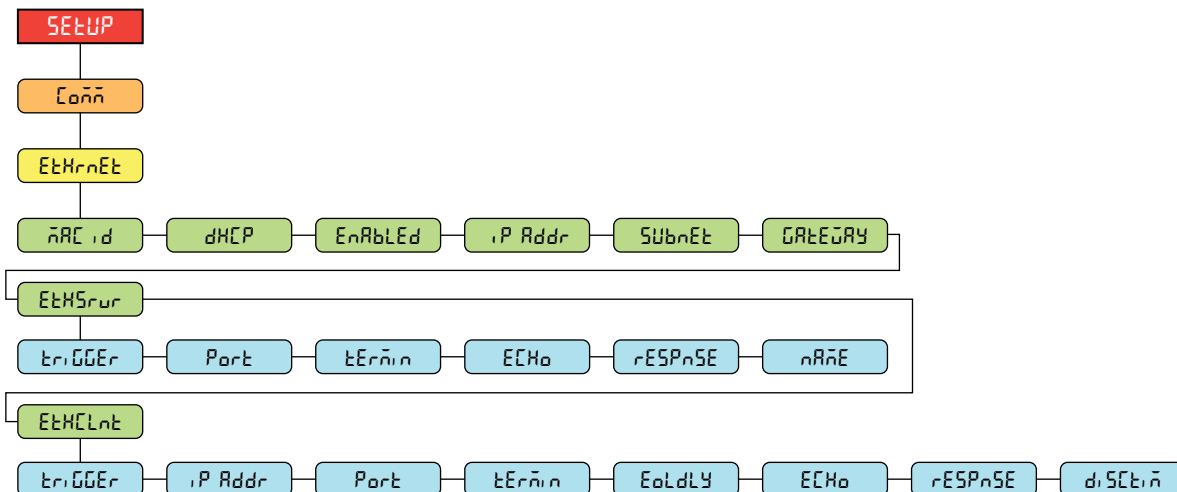 SEtUP
Comm
EtHrnEt
mAC id
dHCP
EnAbLEd
iP Addr
SUbnEt
GAtEWAY
EtHSrvr
triGGEr
Port
tErmin
ECHo
rESPnSE
nAmE
EtHCLnt
triGGEr
iP Addr
Port
tErmin
EoLdLY
ECHo
rESPnSE
diSCtim